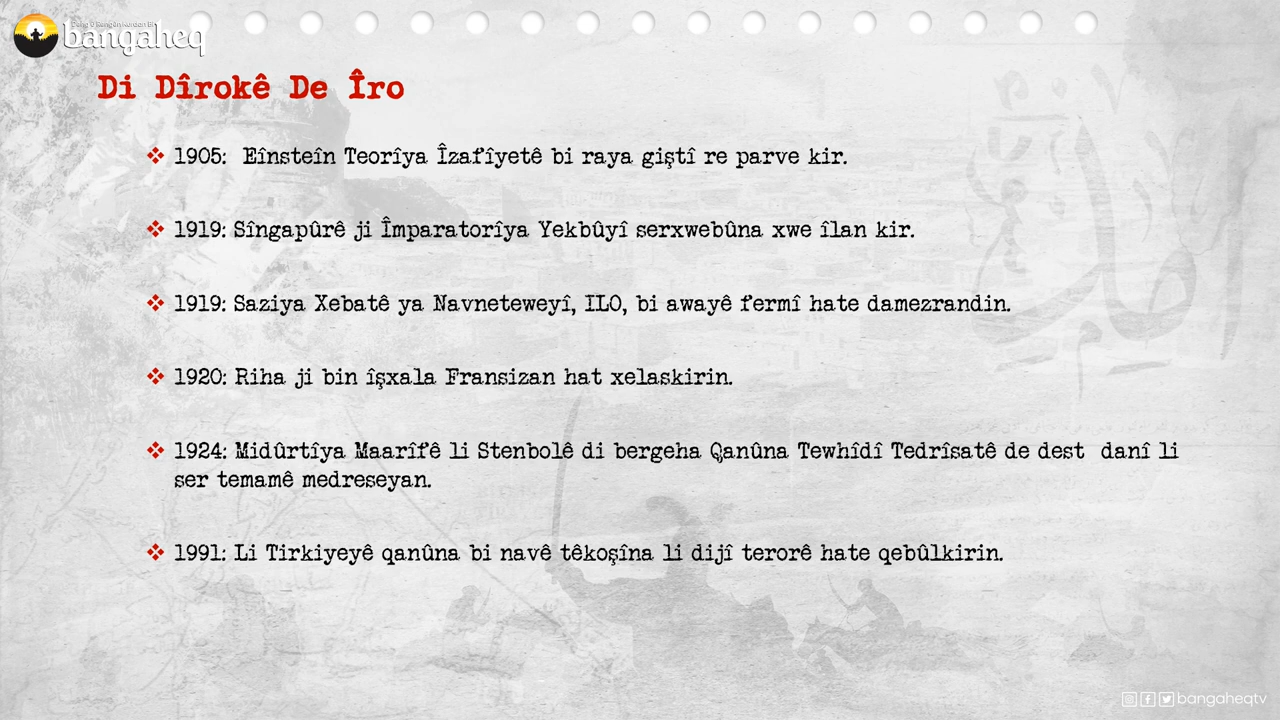 bangaheq
Di Dîrokê De Îro
1905: Eînsteîn Teorîya Îzafîyetê bi raya giştî re parve kir.
1919: Sîngapûrê ji Împaratorîya Yekbûyî serxwebûna xwe îlan kir.
1919: Saziya Xebatê ya Navneteweyî, ILO, bi awayê fermî hate damezrandin.
1920: Riha ji bin îşxala Fransizan hat xelaskirin.
1924: Midûrtîya Maarîfê li Stenbolê di bergeha Qanûna Tewhîdî Tedrîsatê de dest danî li
ser temamê medreseyan.
1991: Li Tirkiyeyê qanûna bi navê têkoşîna li dijî terorê hate qebûlkirin.
bangaheqtv